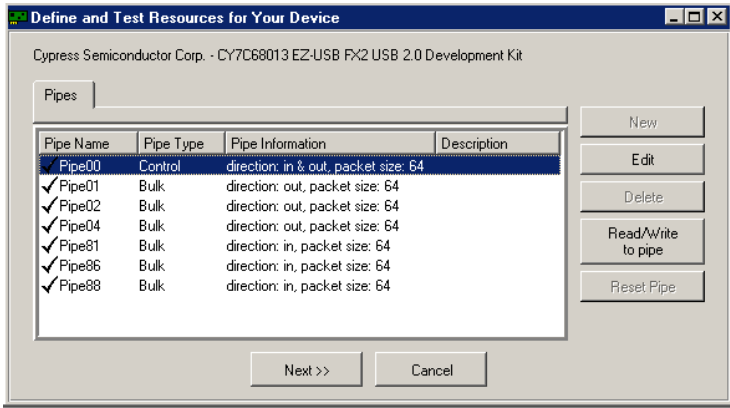 Define and Test Resources for Your Device
Cypress Semiconductor Corp. - CY7C68013 EZ-USB FX2 USB 2.0 Development Kit
Pipes
Pipe Name Pipe Type Pipe Information Description
Pipe00 Control direction: in & out, packet size: 64
Pipe01 Bulk direction: out, packet size: 64
Pipe02 Bulk direction: out, packet size: 64
Pipe04 Bulk direction: out, packet size: 64
Pipe81 Bulk direction: in, packet size: 64
Pipe86 Bulk direction: in, packet size: 64
Pipe88 Bulk direction: in, packet size: 64
New
Edit
Delete
Read/Write
to pipe
Reset Pipe
Next >>
Cancel